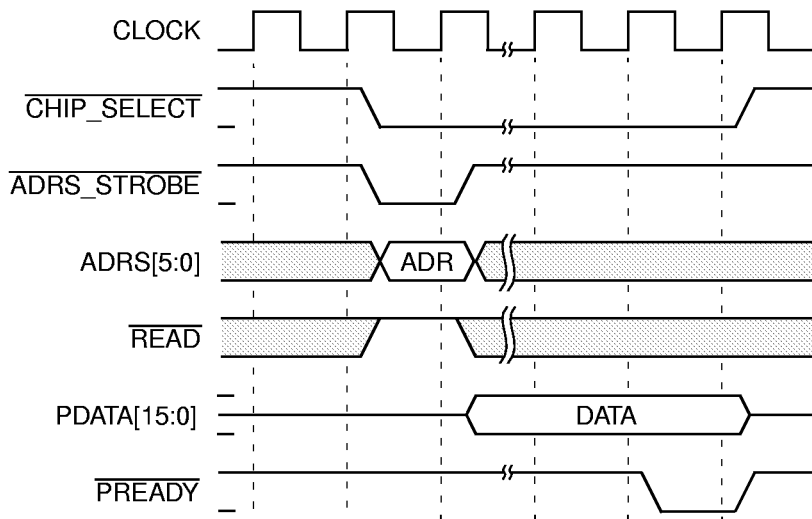 CLOCK
CHIP_SELECT
ADRS_STROBE
ADRS[5:0]
ADR
READ
PDATA[15:0]
DATA
PREADY